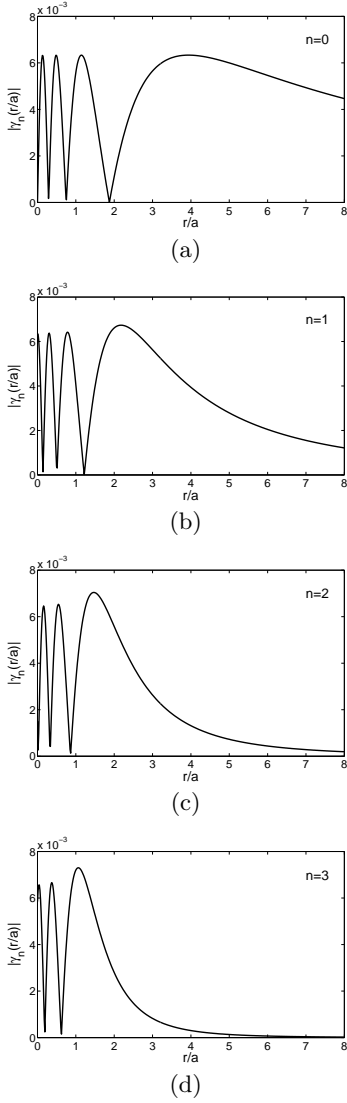 x 10⁻³
8
6
4
2
0
|γₙ(r/a)|
n=0
0 1 2 3 4 5 6 7 8
r/a
(a)
x 10⁻³
8
6
4
2
0
|γₙ(r/a)|
n=1
0 1 2 3 4 5 6 7 8
r/a
(b)
x 10⁻³
8
6
4
2
0
|γₙ(r/a)|
n=2
0 1 2 3 4 5 6 7 8
r/a
(c)
x 10⁻³
8
6
4
2
0
|γₙ(r/a)|
n=3
0 1 2 3 4 5 6 7 8
r/a
(d)